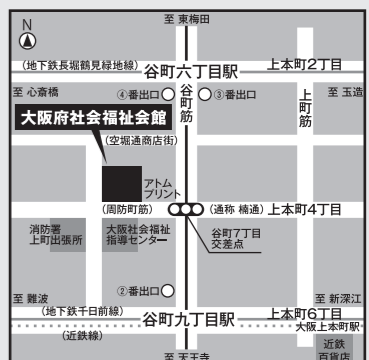 至 東梅田
N
(地下鉄長堀鶴見緑地線)
谷町六丁目駅
上本町2丁目
至 心斎橋
④番出口
谷町筋
③番出口
上町筋
至 玉造
大阪府社会福祉会館
(空堀通商店街)
アトム
プリント
(周防町筋)
(通称 楠通)
上本町4丁目
消防署
上町出張所
大阪社会福祉
指導センター
谷町7丁目
交差点
②番出口
至 難波
至 新深江
(地下鉄千日前線)
谷町九丁目駅
上本町6丁目
大阪上本町駅
(近鉄線)
近鉄
百貨店
至 天王寺